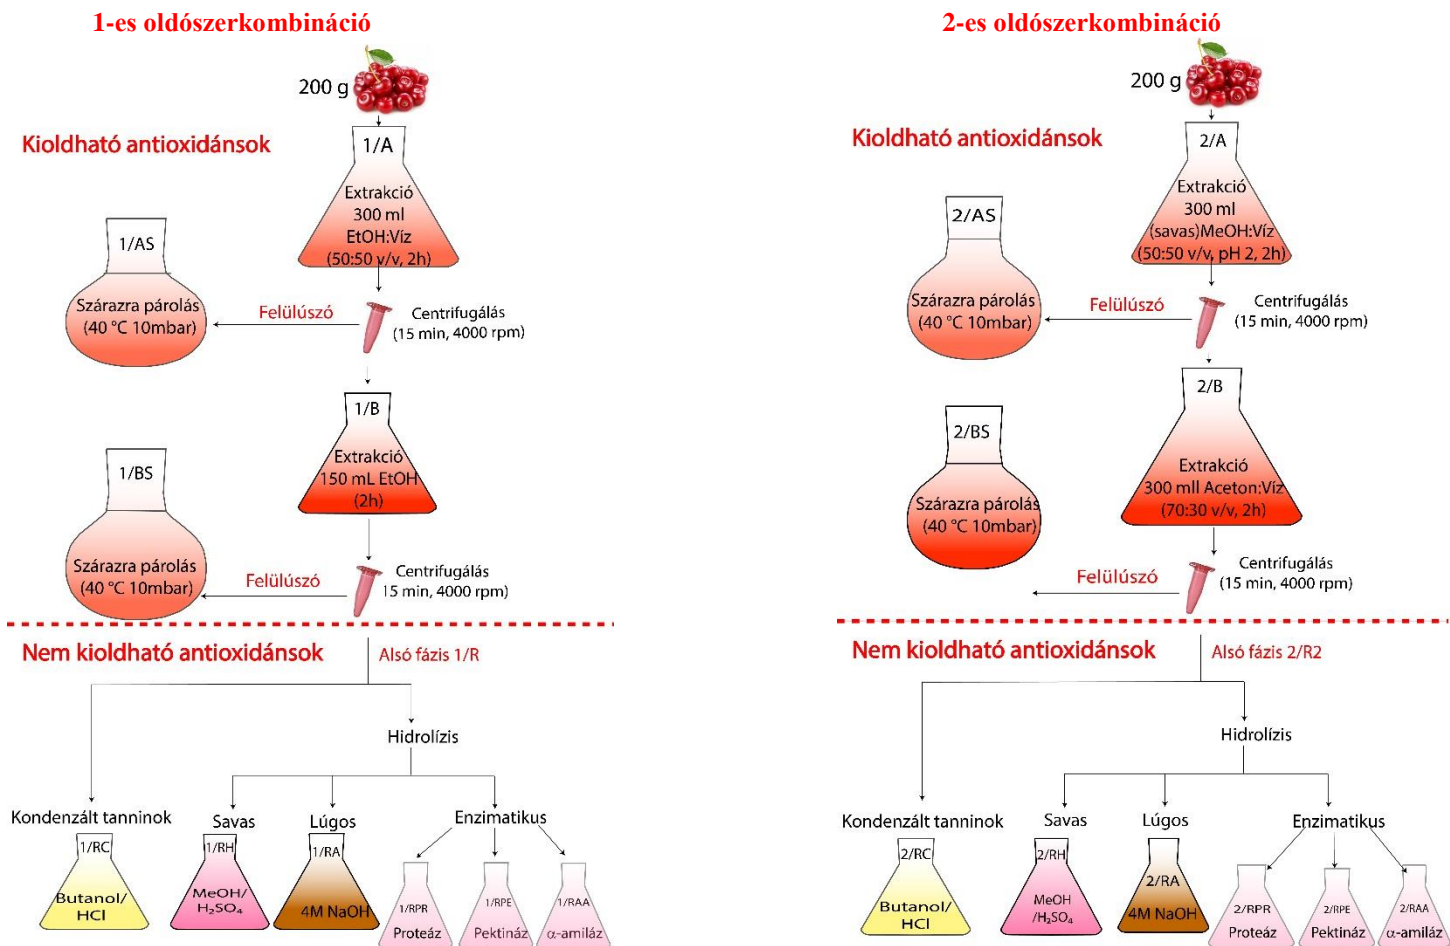 1-es oldószerkombináció
200 g
Kioldható antioxidánsok
1/A
Extrakció
300 ml
EtOH:Víz
(50:50 v/v, 2h)
1/AS
Szárazra párolás
(40 °C 10mbar)
Felülúszó
Centrifugálás
(15 min, 4000 rpm)
1/B
Extrakció
150 mL EtOH
(2h)
1/BS
Szárazra párolás
(40 °C 10mbar)
Felülúszó
Centrifugálás
15 min, 4000 rpm)
Nem kioldható antioxidánsok
Alsó fázis 1/R
Hidrolízis
Kondenzált tanninok
Savas
Lúgos
Enzimatikus
1/RC
Butanol/
HCl
1/RH
MeOH/
H₂SO₄
1/RA
4M NaOH
1/RPR
Proteáz
1/RPE
Pektináz
1/RAA
α-amiláz
2-es oldószerkombináció
200 g
Kioldható antioxidánsok
2/A
Extrakció
300 ml
(savas)MeOH:Víz
(50:50 v/v, pH 2, 2h)
2/AS
Szárazra párolás
(40 °C 10mbar)
Felülúszó
Centrifugálás
(15 min, 4000 rpm)
2/B
Extrakció
300 mll Aceton:Víz
(70:30 v/v, 2h)
2/BS
Szárazra párolás
(40 °C 10mbar)
Felülúszó
Centrifugálás
(15 min, 4000 rpm)
Nem kioldható antioxidánsok
Alsó fázis 2/R2
Hidrolízis
Kondenzált tanninok
Savas
Lúgos
Enzimatikus
2/RC
Butanol/
HCl
2/RH
MeOH
/H₂SO₄
2/RA
4M NaOH
2/RPR
Proteáz
2/RPE
Pektináz
2/RAA
α-amiláz